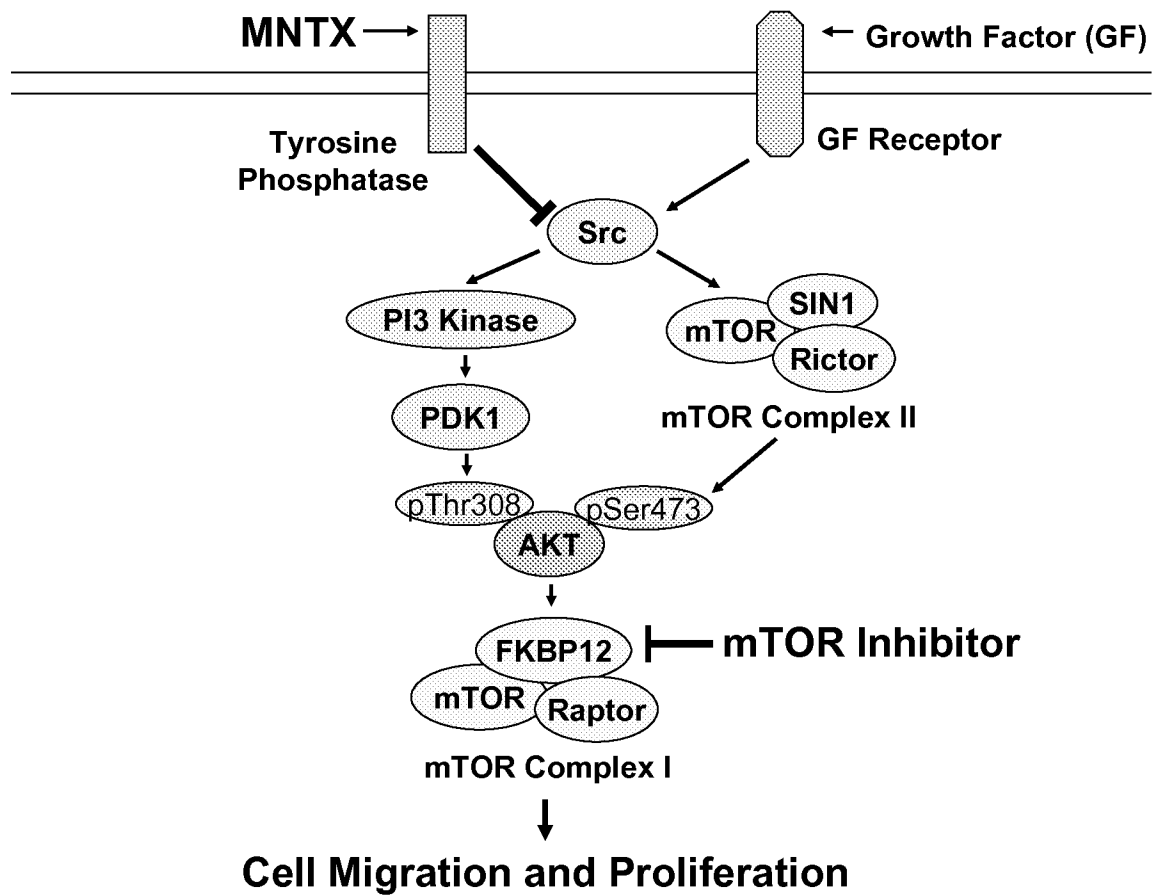 MNTX
Growth Factor (GF)
Tyrosine
Phosphatase
GF Receptor
Src
PI3 Kinase
SIN1
mTOR
Rictor
PDK1
mTOR Complex II
pThr308
pSer473
AKT
FKBP12
mTOR Inhibitor
mTOR
Raptor
mTOR Complex I
Cell Migration and Proliferation